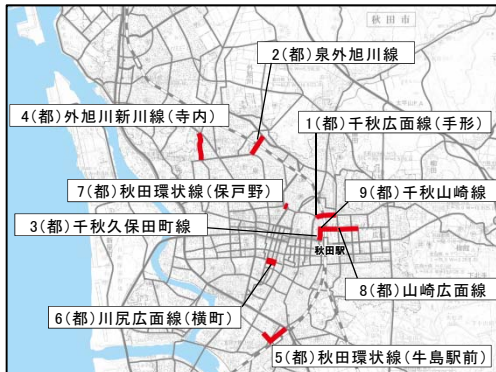 秋田市
2(都)泉外旭川線
4(都)外旭川新川線(寺内)
1(都)千秋広面線(手形)
7(都)秋田環状線(保戸野)
9(都)千秋山崎線
3(都)千秋久保田町線
秋田駅
8(都)山崎広面線
6(都)川尻広面線(横町)
5(都)秋田環状線(牛島駅前)